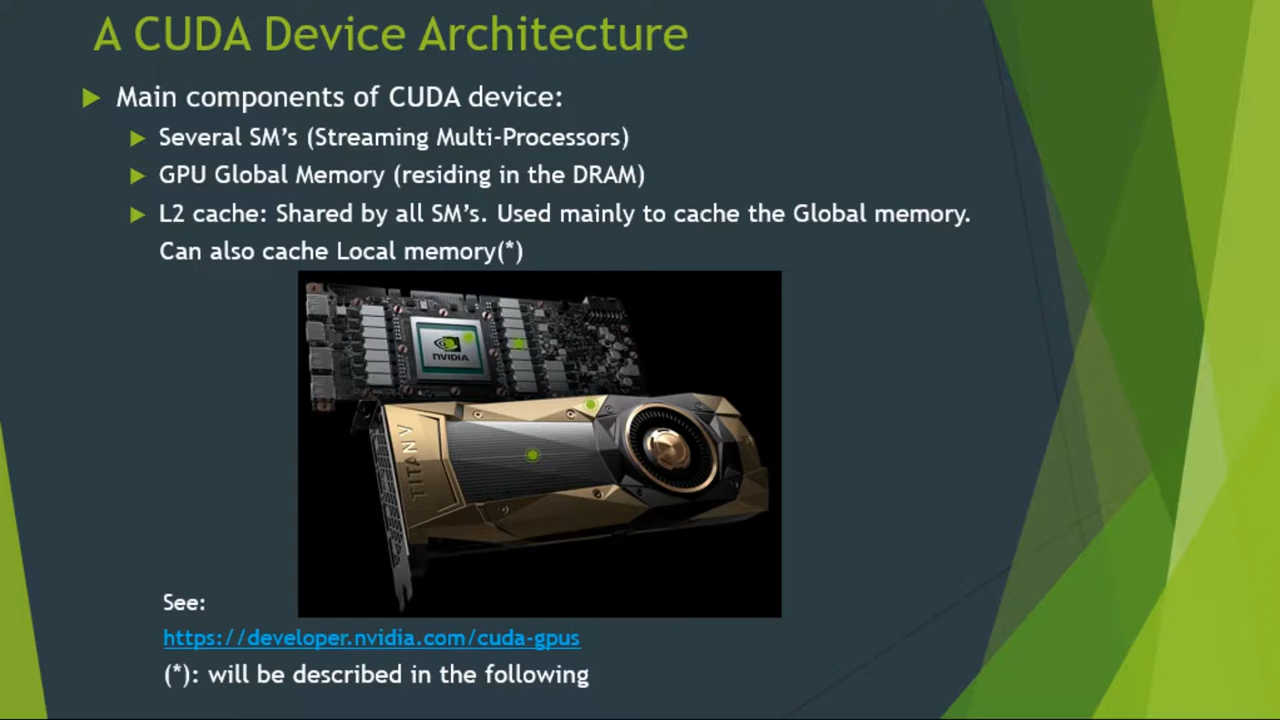 A CUDA Device Architecture
Main components of CUDA device:
Several SM's (Streaming Multi-Processors)
GPU Global Memory (residing in the DRAM)
L2 cache: Shared by all SM's. Used mainly to cache the Global memory.
Can also cache Local memory(*)
NVIDIA
TITAN V
See:
https://developer.nvidia.com/cuda-gpus
(*): will be described in the following